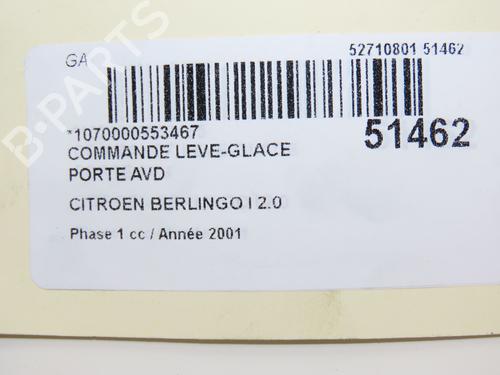 GA
52710801 51462
*1070000553467
51462
COMMANDE LEVE-GLACE
PORTE AVD
CITROEN BERLINGO I 2.0
Phase 1 cc / Année 2001
B-PARTS